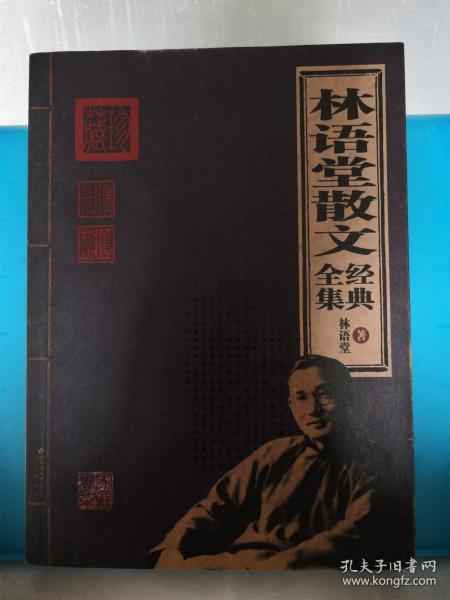 林语堂散文
经典
全集
林语堂
著
珍
藏
孔夫子旧书网
www.kongfz.com